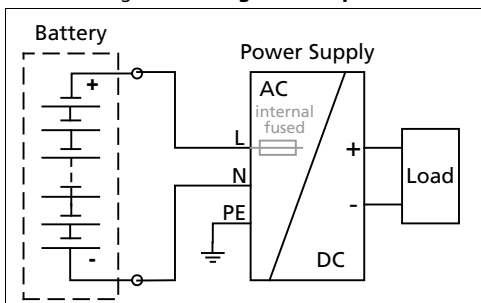 Battery
Power Supply
+
AC
internal
fused
L
N
PE
+
-
Load
-
DC